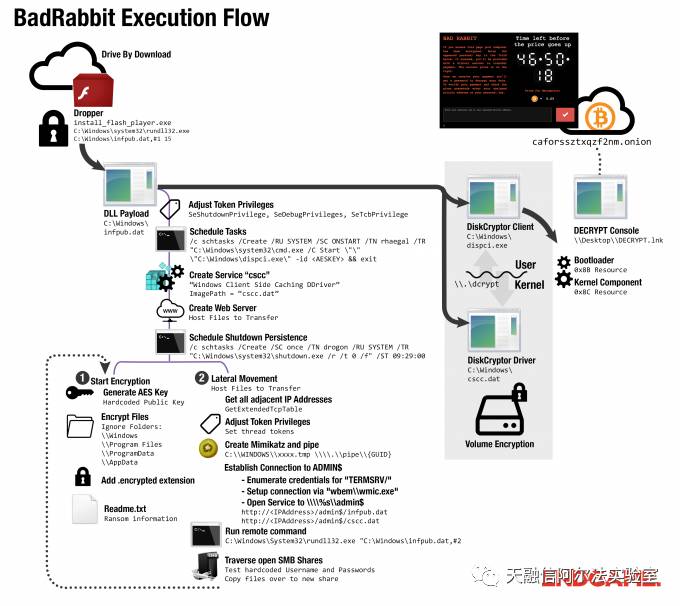 BadRabbit Execution Flow
Drive By Download
Dropper
install_flash_player.exe
C:\Windows\system32\rundll32.exe
C:\Windows\infpub.dat,#1 15
BAD RABBIT
Time left before
the price goes up
46·50·
18
caforssztxqzf2nm.onion
DLL Payload
C:\Windows\
infpub.dat
Adjust Token Privileges
SeShutdownPrivilege, SeDebugPrivileges, SeTcbPrivilege
Schedule Tasks
/c schtasks /Create /RU SYSTEM /SC ONSTART /TN rhaegal /TR
"C:\Windows\system32\cmd.exe /C Start \"\"
\"C:\Windows\dispci.exe\" -id <AESKEY> && exit
Create Service "cscc"
"Windows Client Side Caching DDriver"
ImagePath = "cscc.dat"
www
Create Web Server
Host Files to Transfer
Schedule Shutdown Persistence
/c schtasks /Create /SC once /TN drogon /RU SYSTEM /TR
"C:\Windows\system32\shutdown.exe /r /t 0 /f" /ST 09:29:00
DiskCryptor Client
C:\Windows\
dispci.exe
User
\\.\dcrypt
Kernel
DiskCryptor Driver
C:\Windows\
cscc.dat
Volume Encryption
DECRYPT Console
\\Desktop\\DECRYPT.lnk
Bootloader
0xBB Resource
Kernel Component
0xBC Resource
1 Start Encryption
Generate AES Key
Hardcoded Public Key
Encrypt Files
Ignore Folders:
\\Windows
\\Program Files
\\ProgramData
\\AppData
Add .encrypted extension
Readme.txt
Ransom information
2 Lateral Movement
Host Files to Transfer
Get all adjacent IP Addresses
GetExtendedTcpTable
Adjust Token Privileges
Set thread tokens
Create Mimikatz and pipe
C:\\WINDOWS\\xxxx.tmp \\\\.\\pipe\\{GUID}
Establish Connection to ADMIN$
- Enumerate credentials for "TERMSRV/"
- Setup connection via "wbem\\wmic.exe"
- Open Service to \\\\%s\\admin$
http://<IPAddress>/admin$/infpub.dat
http://<IPAddress>/admin$/cscc.dat
Run remote command
C:\Windows\System32\rundll32.exe "C:\Windows\infpub.dat,#2
Traverse open SMB Shares
Test hardcoded Username and Passwords
Copy files over to new share
天融信阿尔法实验室
ENDGAME.